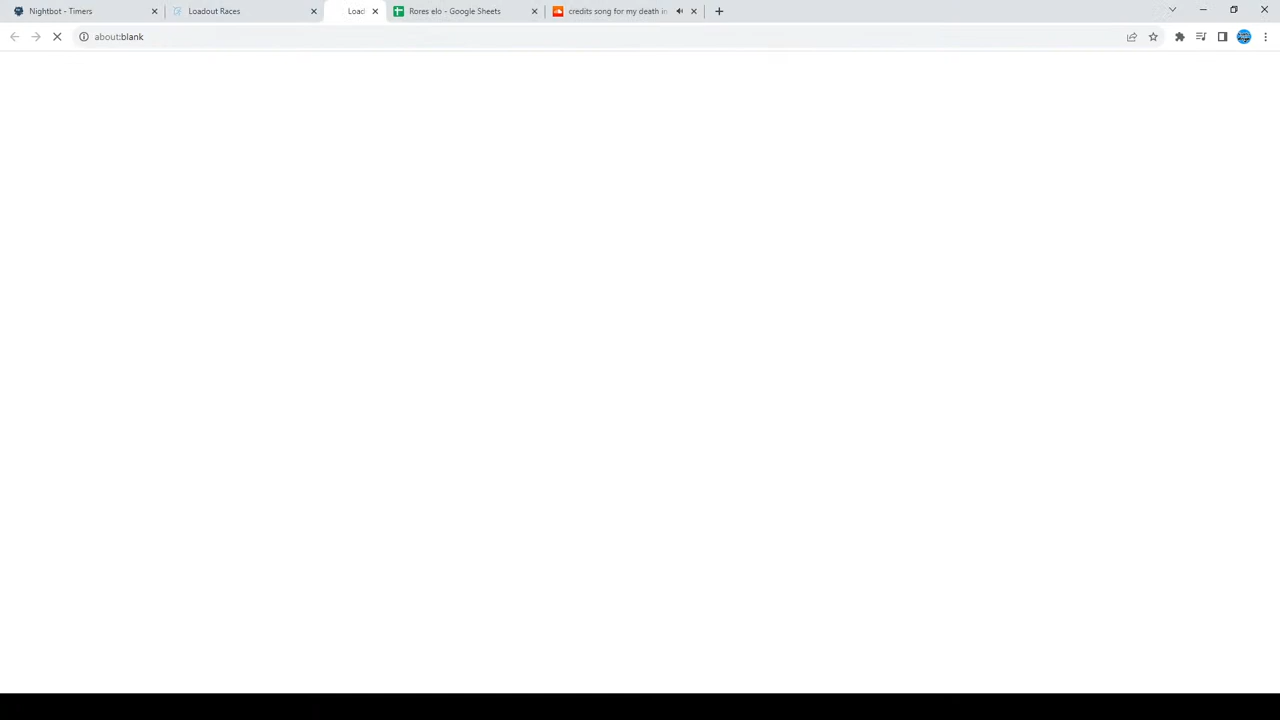 Nightbot - Timers
Loadout Races
Load
Rores elo - Google Sheets
credits song for my death in
about:blank